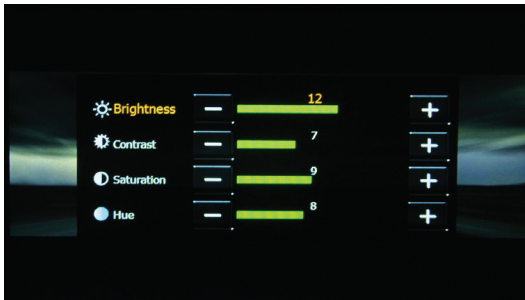 Brightness − 12 +
Contrast − 7 +
Saturation − 9 +
Hue − 8 +